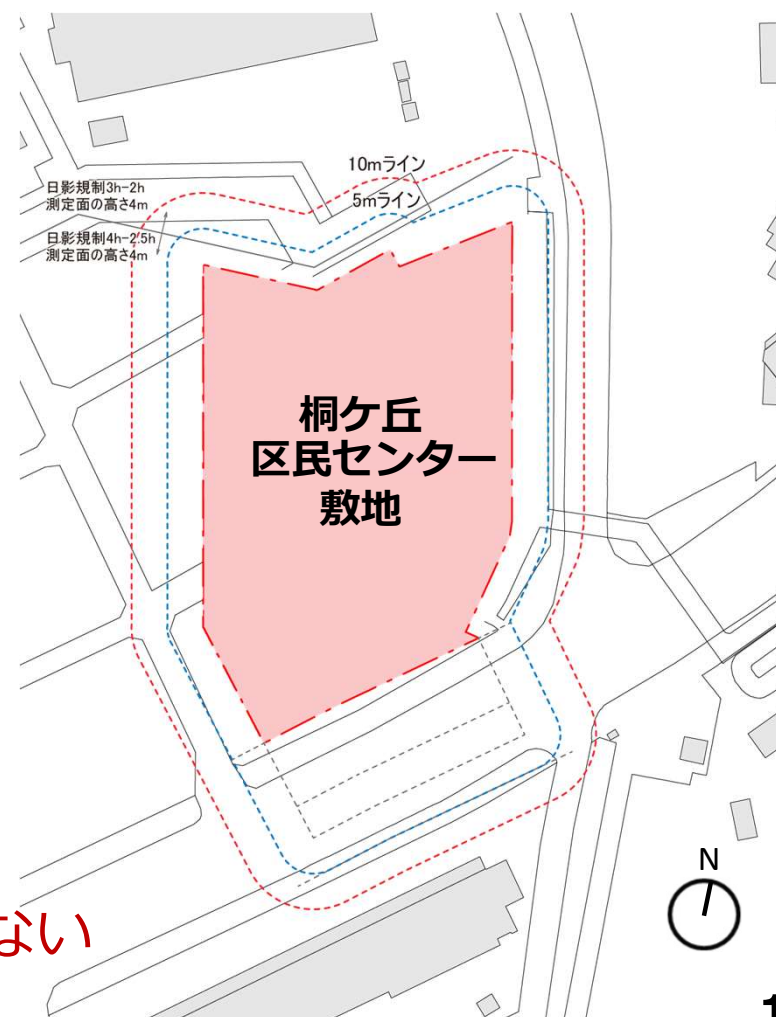 10mライン
5mライン
日影規制3h-2h
測定面の高さ4m
日影規制4h-2.5h
測定面の高さ4m
桐ケ丘
区民センター
敷地
N
ない